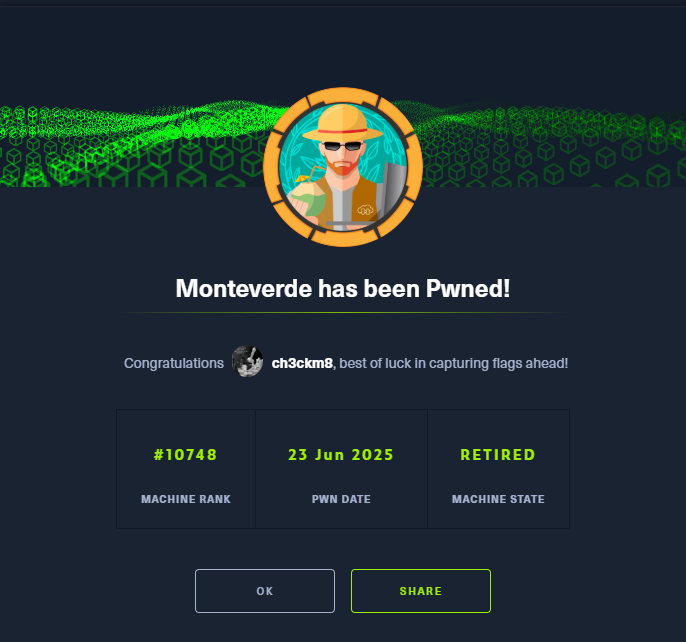 Monteverde has been Pwned!
Congratulations ch3ckm8, best of luck in capturing flags ahead!
#10748 23 Jun 2025 RETIRED
MACHINE RANK PWN DATE MACHINE STATE
OK SHARE